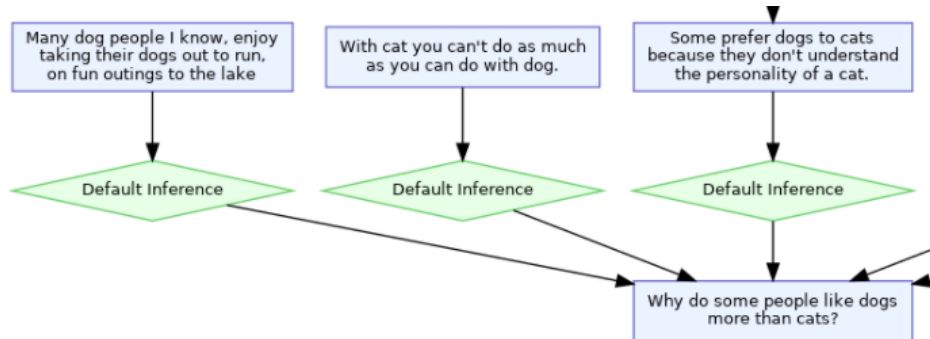 Many dog people I know, enjoy
taking their dogs out to run,
on fun outings to the lake
With cat you can't do as much
as you can do with dog.
Some prefer dogs to cats
because they don't understand
the personality of a cat.
Default Inference
Default Inference
Default Inference
Why do some people like dogs
more than cats?